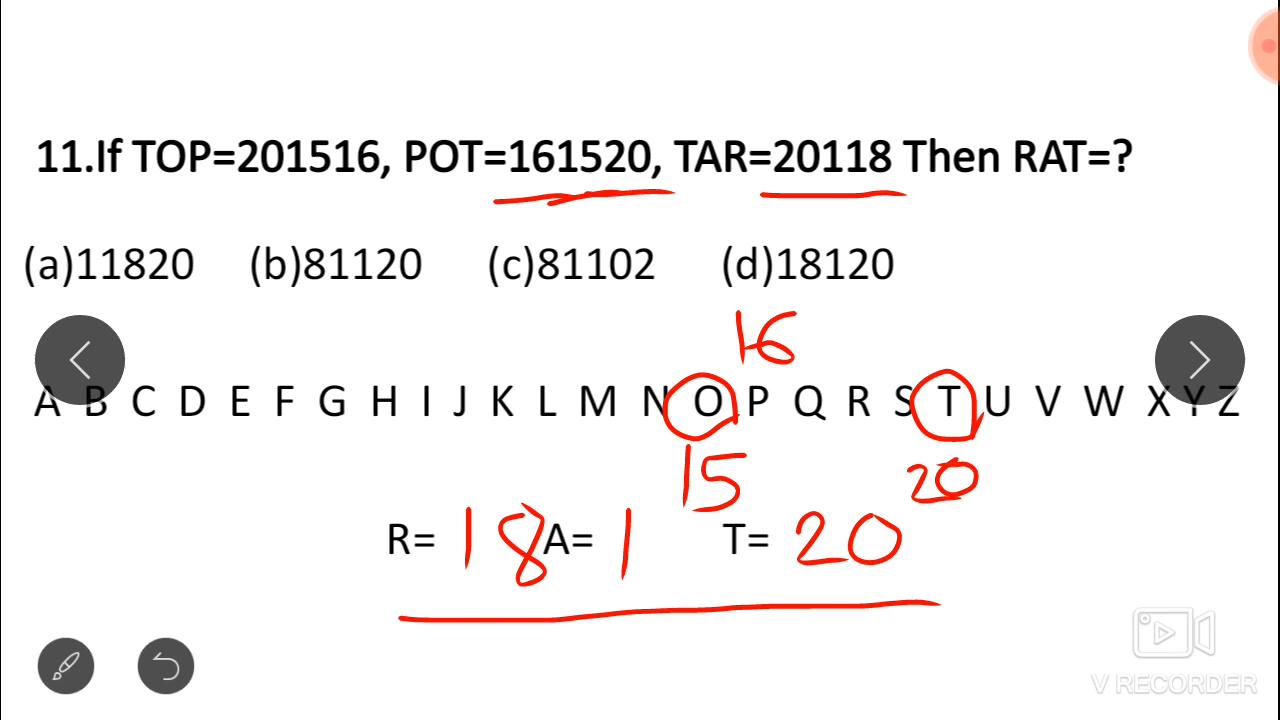 11.If TOP=201516, POT=161520, TAR=20118 Then RAT=?
(a)11820 (b)81120 (c)81102 (d)18120
16
A B C D E F G H I J K L M N O P Q R S T U V W X Y Z
15 20
R= 18 A= 1 T= 20
V RECORDER